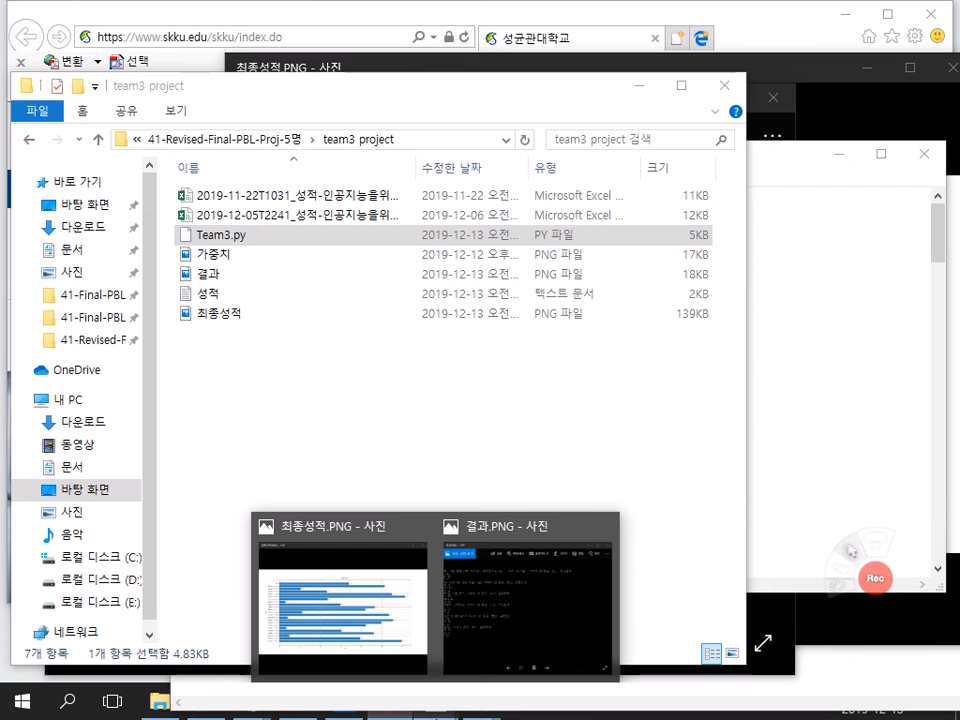 https://www.skku.edu/skku/index.do
성균관대학교
변환
선택
최종성적.PNG - 사진
team3 project
파일
홈
공유
보기
« 41-Revised-Final-PBL-Proj-5명 › team3 project
team3 project 검색
이름
수정한 날짜
유형
크기
2019-11-22T1031_성적-인공지능을위... 2019-11-22 오전... Microsoft Excel ... 11KB
2019-12-05T2241_성적-인공지능을위... 2019-12-06 오전... Microsoft Excel ... 12KB
Team3.py 2019-12-13 오전... PY 파일 5KB
가중치 2019-12-12 오후... PNG 파일 17KB
결과 2019-12-13 오전... PNG 파일 18KB
성적 2019-12-13 오전... 텍스트 문서 2KB
최종성적 2019-12-13 오전... PNG 파일 139KB
바로 가기
바탕 화면
다운로드
문서
사진
41-Final-PBL
41-Final-PBL
41-Revised-F
OneDrive
내 PC
다운로드
동영상
문서
바탕 화면
사진
음악
로컬 디스크 (C:)
로컬 디스크 (D:)
로컬 디스크 (E:)
네트워크
최종성적.PNG - 사진
결과.PNG - 사진
Rec
7개 항목
1개 항목 선택함 4.83KB